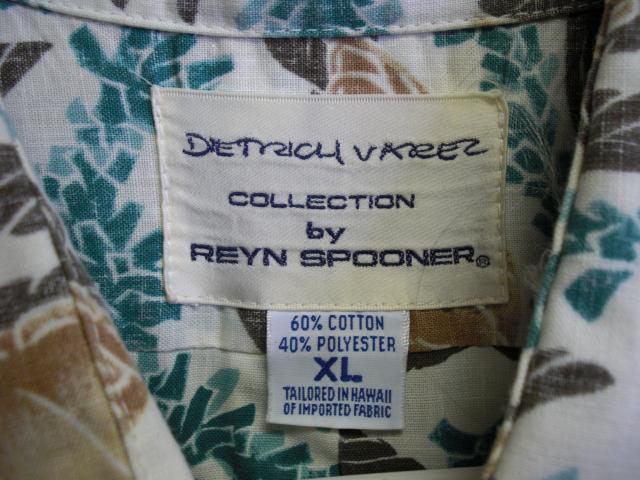 DIETRICH VAREZ
COLLECTION
by
REYN SPOONER®
60% COTTON
40% POLYESTER
XL
TAILORED IN HAWAII
OF IMPORTED FABRIC